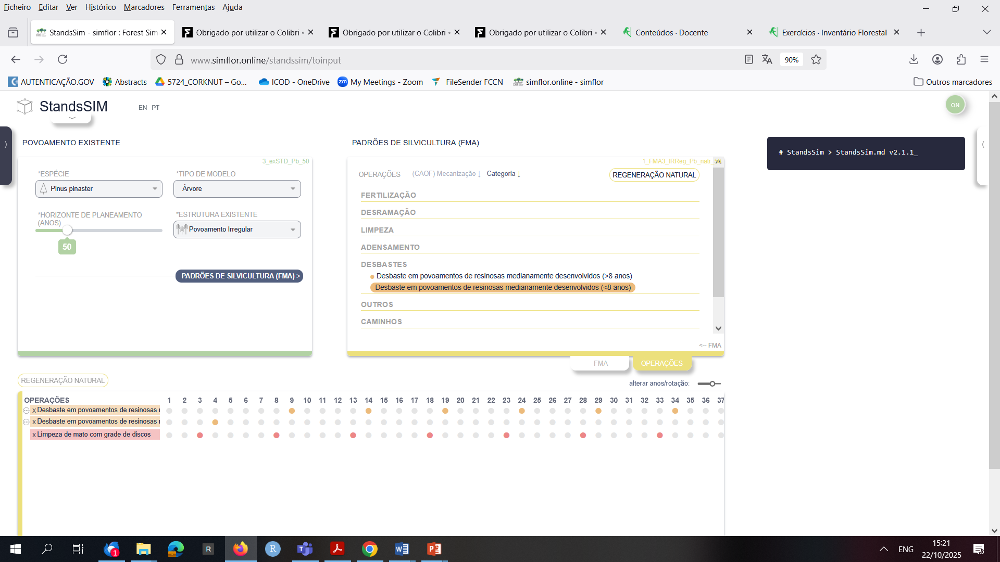 Ficheiro Editar Ver Histórico Marcadores Ferramentas Ajuda
StandsSim - simflor : Forest Sim Obrigado por utilizar o Colibri • Obrigado por utilizar o Colibri • Obrigado por utilizar o Colibri • Conteúdos · Docente Exercícios · Inventário Florestal
www.simflor.online/standssim/toinput 90%
AUTENTICAÇÃO.GOV Abstracts 5724_CORKNUT – Go... zm ICOD - OneDrive My Meetings - Zoom FileSender FCCN simflor.online - simflor Outros marcadores
StandsSIM EN PT ON
POVOAMENTO EXISTENTE
3_exSTD_Pb_50
*ESPÉCIE *TIPO DE MODELO
Pinus pinaster Árvore
*HORIZONTE DE PLANEAMENTO (ANOS) *ESTRUTURA EXISTENTE
Povoamento Irregular
50
PADRÕES DE SILVICULTURA (FMA) >
PADRÕES DE SILVICULTURA (FMA)
1_FMA3_IRReg_Pb_natr_
OPERAÇÕES (CAOF) Mecanização ↓ Categoria ↓ REGENERAÇÃO NATURAL
FERTILIZAÇÃO
DESRAMAÇÃO
LIMPEZA
ADENSAMENTO
DESBASTES
Desbaste em povoamentos de resinosas medianamente desenvolvidos (>8 anos)
Desbaste em povoamentos de resinosas medianamente desenvolvidos (<8 anos)
OUTROS
CAMINHOS
<-- FMA
FMA OPERAÇÕES
# StandsSim > StandsSim.md v2.1.1_
REGENERAÇÃO NATURAL
alterar anos/rotação:
OPERAÇÕES 1 2 3 4 5 6 7 8 9 10 11 12 13 14 15 16 17 18 19 20 21 22 23 24 25 26 27 28 29 30 31 32 33 34 35 36 37
x Desbaste em povoamentos de resinosas
x Desbaste em povoamentos de resinosas
x Limpeza de mato com grade de discos
1 R R W P
ENG 15:21
22/10/2025